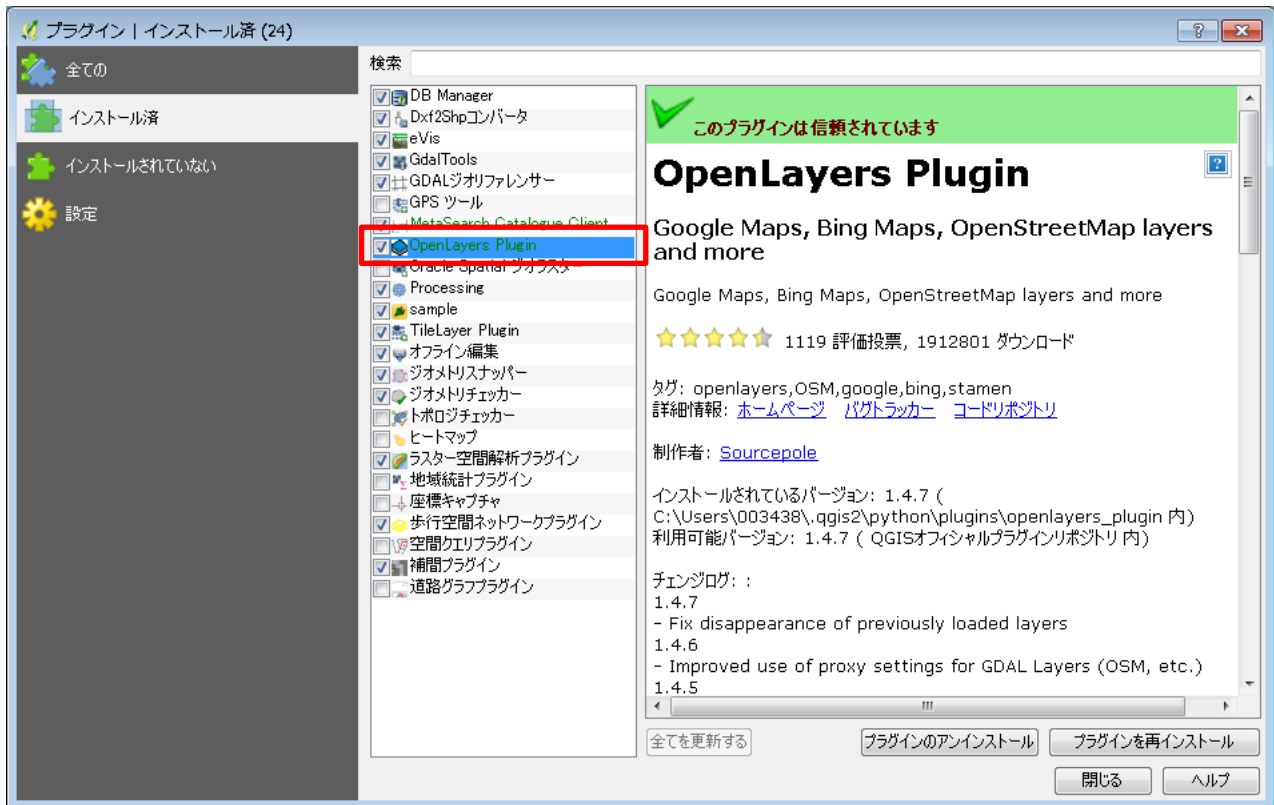 プラグイン | インストール済 (24)
全ての
インストール済
インストールされていない
設定
検索
DB Manager
Dxf2Shpコンバータ
eVis
GdalTools
GDALジオリファレンサー
GPS ツール
MetaSearch Catalogue Client
OpenLayers Plugin
Oracle Spatial ジオラスター
Processing
sample
TileLayer Plugin
オフライン編集
ジオメトリスナッパー
ジオメトリチェッカー
トポロジチェッカー
ヒートマップ
ラスター空間解析プラグイン
地域統計プラグイン
座標キャプチャ
歩行空間ネットワークプラグイン
空間クエリプラグイン
補間プラグイン
道路グラフプラグイン
このプラグインは信頼されています
OpenLayers Plugin
Google Maps, Bing Maps, OpenStreetMap layers
and more
Google Maps, Bing Maps, OpenStreetMap layers and more
1119 評価投票, 1912801 ダウンロード
タグ: openlayers,OSM,google,bing,stamen
詳細情報: ホームページ バグトラッカー コードリポジトリ
制作者: Sourcepole
インストールされているバージョン: 1.4.7 (
C:\Users\003438\.qgis2\python\plugins\openlayers_plugin 内)
利用可能バージョン: 1.4.7 ( QGISオフィシャルプラグインリポジトリ 内)
チェンジログ: :
1.4.7
- Fix disappearance of previously loaded layers
1.4.6
- Improved use of proxy settings for GDAL Layers (OSM, etc.)
1.4.5
全てを更新する
プラグインのアンインストール
プラグインを再インストール
閉じる
ヘルプ